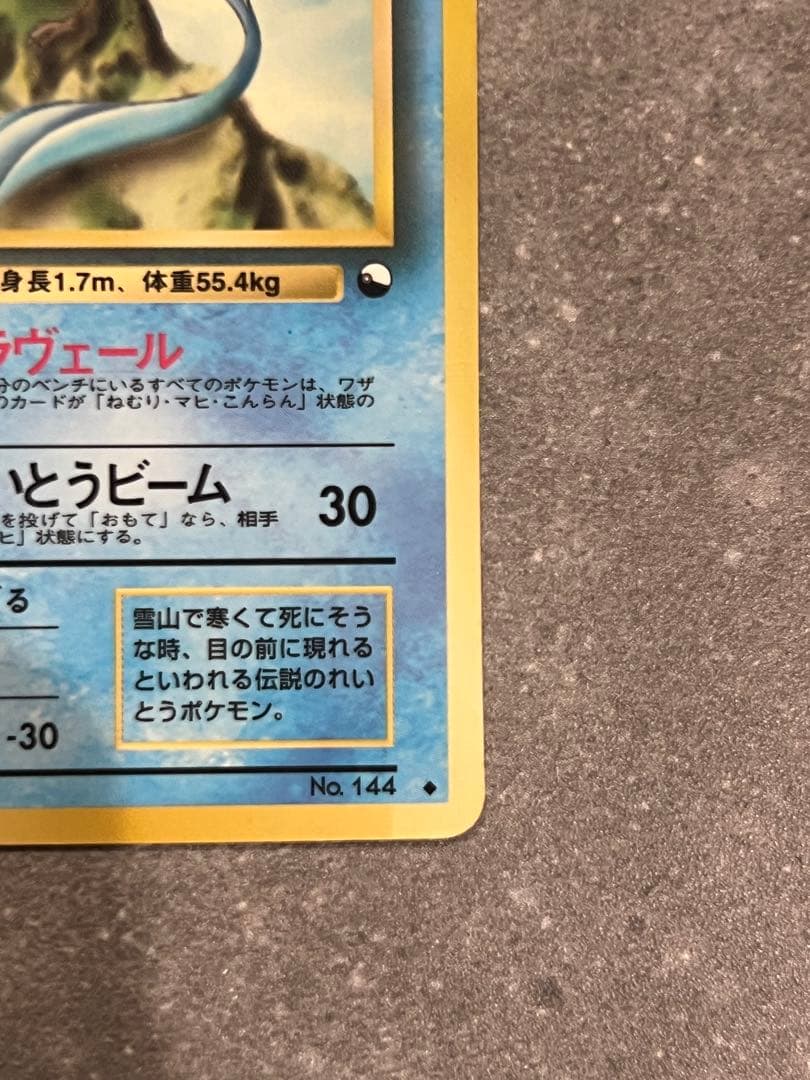 身長1.7m、体重55.4kg
ラヴェール
分のベンチにいるすべてのポケモンは、ワザ
のカードが「ねむり・マヒ・こんらん」状態の
いとうビーム 30
を投げて「おもて」なら、相手
ヒ」状態にする。
る
雪山で寒くて死にそう
な時、目の前に現れる
といわれる伝説のれい
とうポケモン。
-30
No. 144